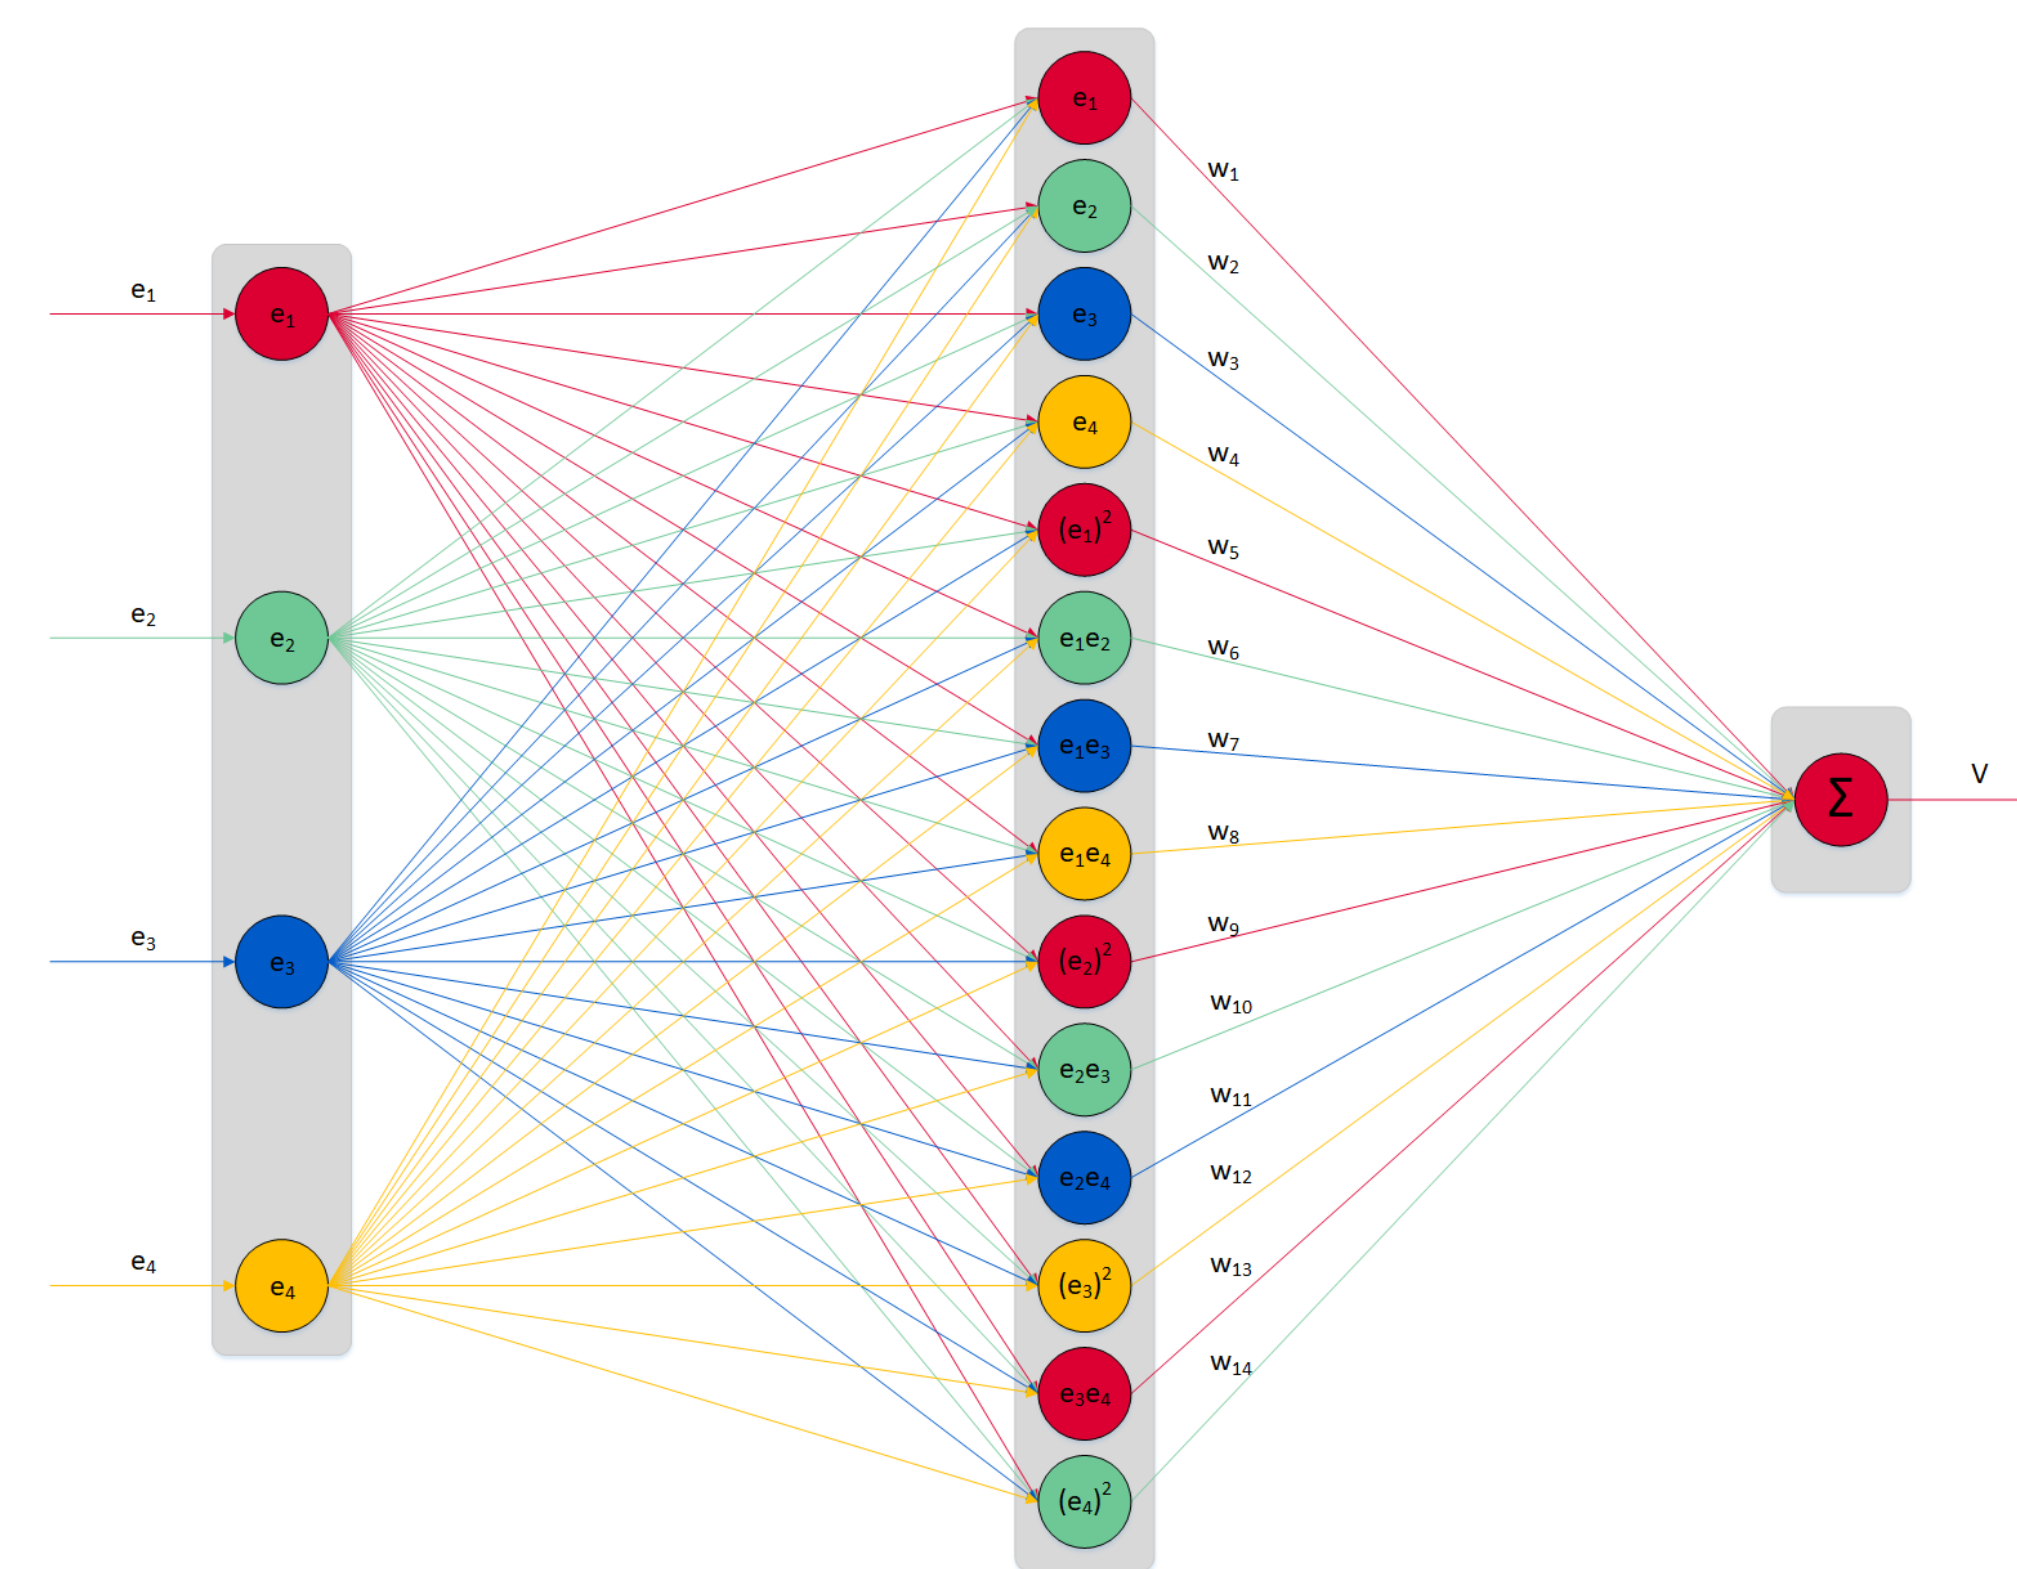 e₁
e₂
e₃
e₄
e₁
e₂
e₃
e₄
e₁
e₂
e₃
e₄
(e₁)²
e₁e₂
e₁e₃
e₁e₄
(e₂)²
e₂e₃
e₂e₄
(e₃)²
e₃e₄
(e₄)²
w₁
w₂
w₃
w₄
w₅
w₆
w₇
w₈
w₉
w₁₀
w₁₁
w₁₂
w₁₃
w₁₄
Σ
V